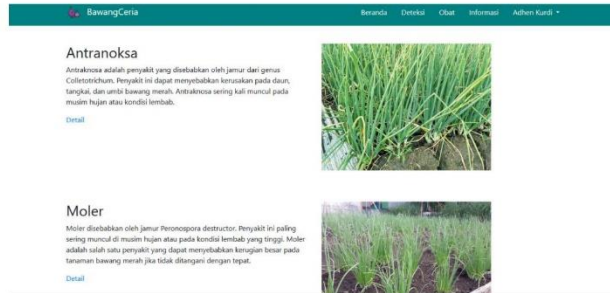 BawangCeria
Beranda Deteksi Obat Informasi Adhen Kurdi
Antranoksa
Antraknosa adalah penyakit yang disebabkan oleh jamur dari genus
Colletotrichum. Penyakit ini dapat menyebabkan kerusakan pada daun,
tangkai, dan umbi bawang merah. Antraknosa sering kali muncul pada
musim hujan atau kondisi lembab.
Detail
Moler
Moler disebabkan oleh jamur Peronospora destructor. Penyakit ini paling
sering muncul di musim hujan atau pada kondisi lembab yang tinggi. Moler
adalah salah satu penyakit yang dapat menyebabkan kerugian besar pada
tanaman bawang merah jika tidak ditangani dengan tepat.
Detail